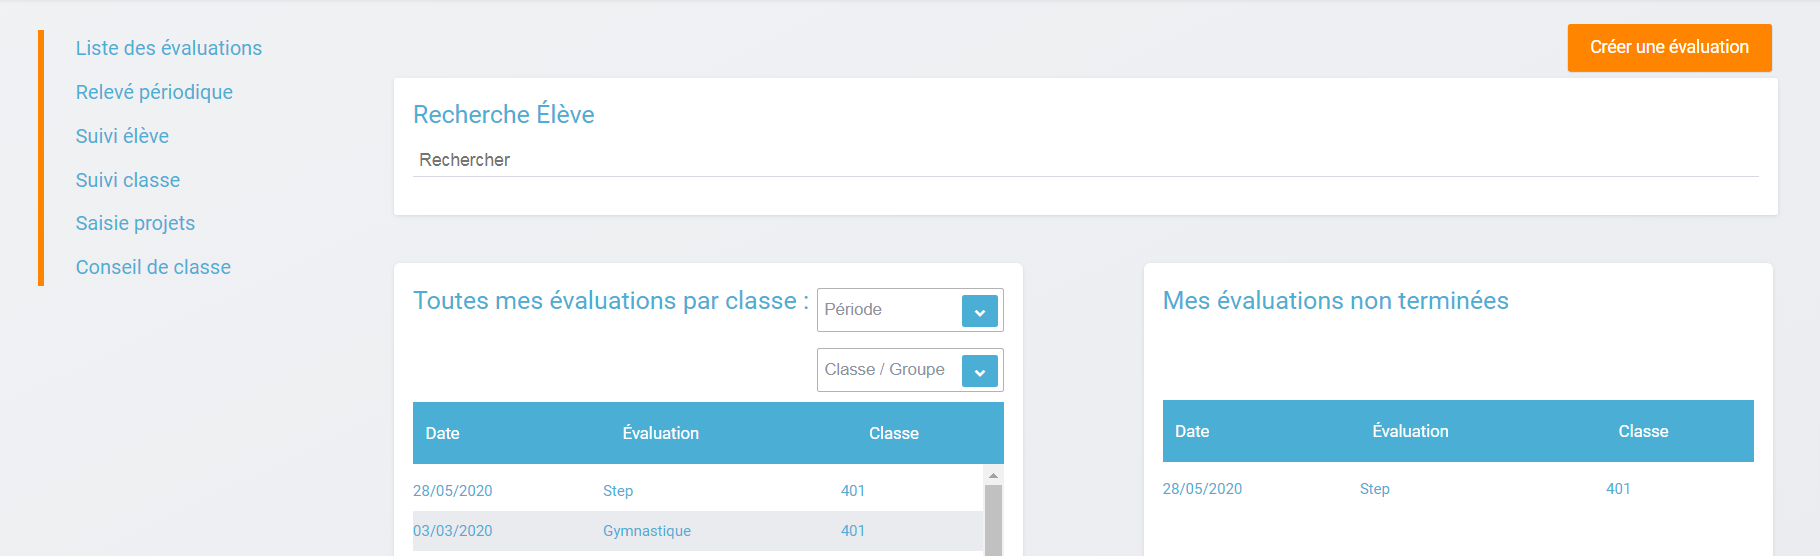 Liste des évaluations
Relevé périodique
Suivi élève
Suivi classe
Saisie projets
Conseil de classe
Créer une évaluation
Recherche Élève
Rechercher
Toutes mes évaluations par classe :
Période
Classe / Groupe
Date Évaluation Classe
28/05/2020 Step 401
03/03/2020 Gymnastique 401
Mes évaluations non terminées
Date Évaluation Classe
28/05/2020 Step 401